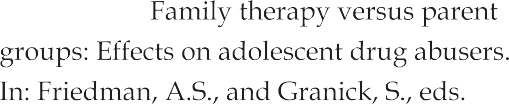 Family therapy versus parent
groups: Effects on adolescent drug abusers.
In: Friedman, A.S., and Granick, S., eds.